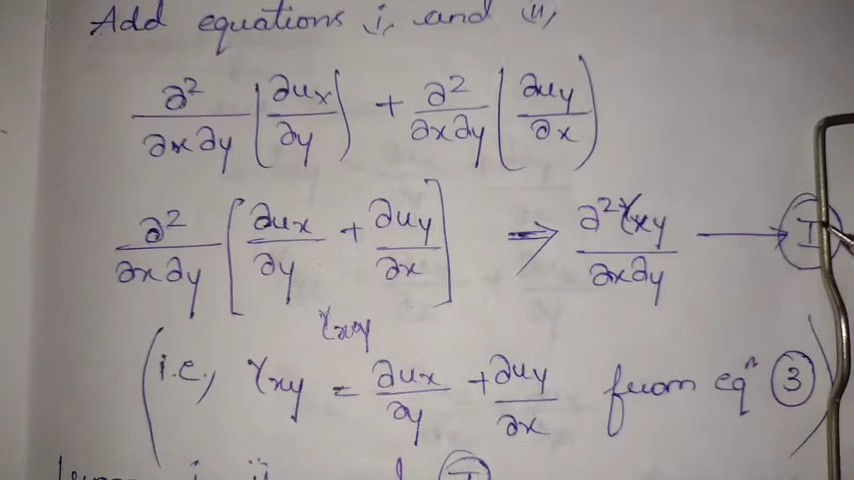 Add equations i, and ii,
∂²/∂x∂y (∂ux/∂y) + ∂²/∂x∂y (∂uy/∂x)
∂²/∂x∂y [∂ux/∂y + ∂uy/∂x] ⇒ ∂²γxy/∂x∂y → I
γxy
(i.e., γxy = ∂ux/∂y + ∂uy/∂x from eqⁿ ③)
i, ii I